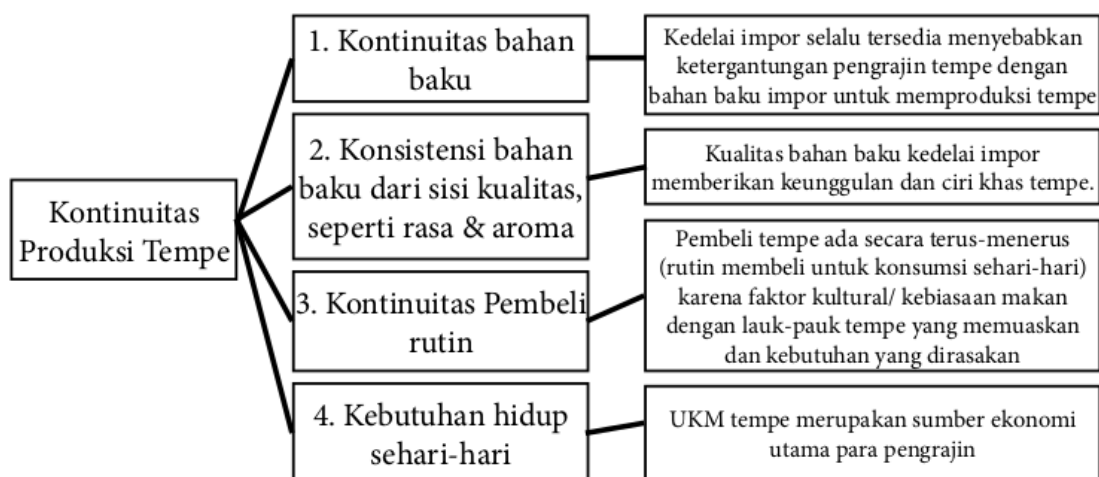 Kontinuitas
Produksi Tempe
1. Kontinuitas bahan
baku
Kedelai impor selalu tersedia menyebabkan
ketergantungan pengrajin tempe dengan
bahan baku impor untuk memproduksi tempe
2. Konsistensi bahan
baku dari sisi kualitas,
seperti rasa & aroma
Kualitas bahan baku kedelai impor
memberikan keunggulan dan ciri khas tempe.
3. Kontinuitas Pembeli
rutin
Pembeli tempe ada secara terus-menerus
(rutin membeli untuk konsumsi sehari-hari)
karena faktor kultural/ kebiasaan makan
dengan lauk-pauk tempe yang memuaskan
dan kebutuhan yang dirasakan
4. Kebutuhan hidup
sehari-hari
UKM tempe merupakan sumber ekonomi
utama para pengrajin